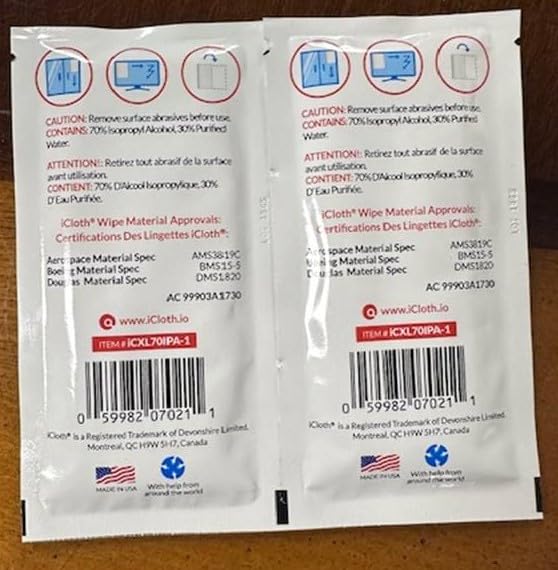 CAUTION: Remove surface abrasives before use.
CONTAINS: 70% Isopropyl Alcohol, 30% Purified
Water.
ATTENTION!: Retirez tout abrasif de la surface
avant utilisation.
CONTIENT: 70% D'Alcool Isopropylique, 30%
D'Eau Purifiée.
iCloth® Wipe Material Approvals:
Certifications Des Lingettes iCloth®:
Aerospace Material Spec AMS3819C
Boeing Material Spec BMS15-5
Douglas Material Spec DMS1820
AC 99903A1730
www.iCloth.io
ITEM # iCXL70IPA-1
0 59982 07021 1
iCloth® is a Registered Trademark of Devonshire Limited.
Montreal, QC H9W 5H7, Canada
MADE IN USA
With help from
around the world
CAUTION: Remove surface abrasives before use.
CONTAINS: 70% Isopropyl Alcohol, 30% Purified
Water.
ATTENTION!: Retirez tout abrasif de la surface
avant utilisation.
CONTIENT: 70% D'Alcool Isopropylique, 30%
D'Eau Purifiée.
iCloth® Wipe Material Approvals:
Certifications Des Lingettes iCloth®:
Aerospace Material Spec AMS3819C
Boeing Material Spec BMS15-5
Douglas Material Spec DMS1820
AC 99903A1730
www.iCloth.io
ITEM # iCXL70IPA-1
0 59982 07021 1
iCloth® is a Registered Trademark of Devonshire Limited.
Montreal, QC H9W 5H7, Canada
MADE IN USA
With help from
around the world